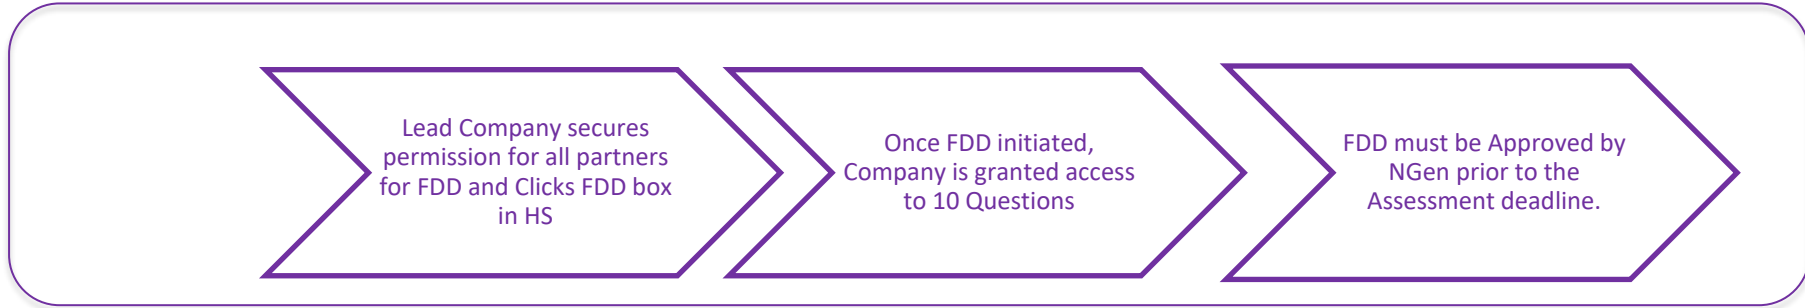 Lead Company secures
permission for all partners
for FDD and Clicks FDD box
in HS
Once FDD initiated,
Company is granted access
to 10 Questions
FDD must be Approved by
NGen prior to the
Assessment deadline.